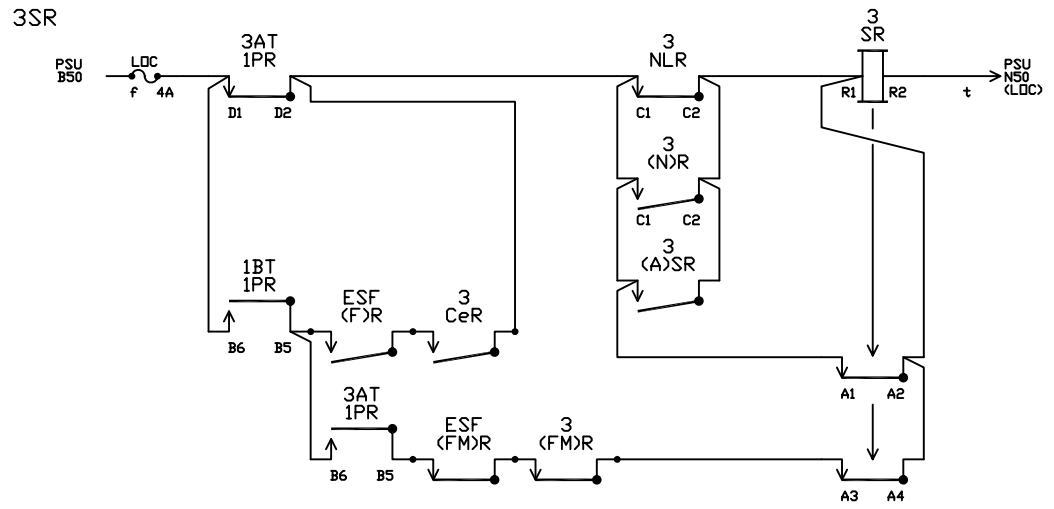 3SR
3AT
1PR
3
NLR
3
SR
PSU
B50
LOC
f 4A
D1 D2
C1 C2
R1 R2
t
PSU
N50
(LOC)
3
(N)R
C1 C2
3
(A)SR
1BT
1PR
B6 B5
ESF
(F)R
3
CeR
A1 A2
3AT
1PR
B6 B5
ESF
(FM)R
3
(FM)R
A3 A4